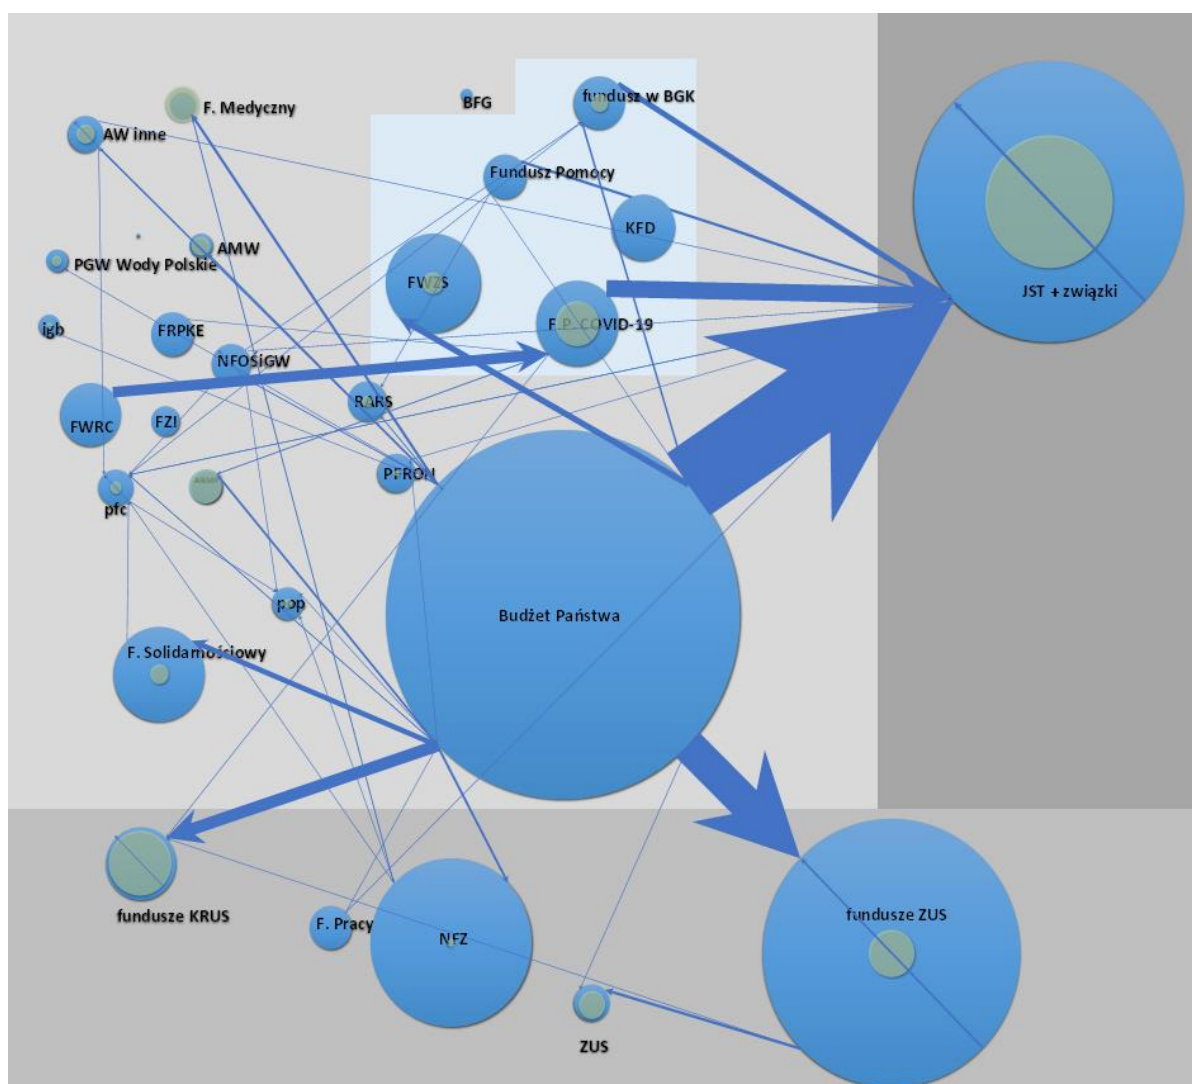 BFG
fundusz w BGK
F. Medyczny
AW inne
Fundusz Pomocy
KFD
AMW
PGW Wody Polskie
FWZS
JST + związki
igb
FRPKE
F. P. COVID-19
NFOŚiGW
RARS
FWRC
FZI
PFRON
pfc
pbp
Budżet Państwa
F. Solidarnościowy
fundusze KRUS
F. Pracy
NFZ
fundusze ZUS
ZUS